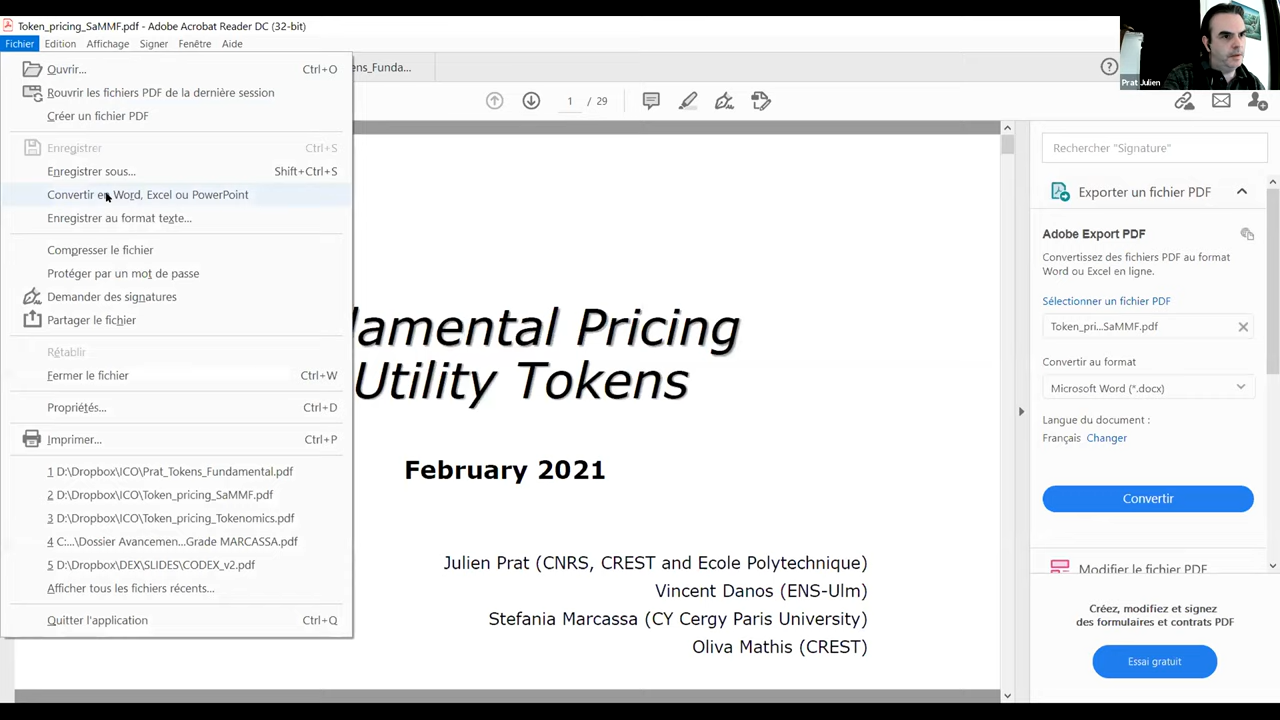 Token_pricing_SaMMF.pdf - Adobe Acrobat Reader DC (32-bit)
Fichier Edition Affichage Signer Fenêtre Aide
Prat Julien
ens_Funda...
1 / 29
Ouvrir... Ctrl+O
Rouvrir les fichiers PDF de la dernière session
Créer un fichier PDF
Enregistrer Ctrl+S
Enregistrer sous... Shift+Ctrl+S
Convertir en Word, Excel ou PowerPoint
Enregistrer au format texte...
Compresser le fichier
Protéger par un mot de passe
Demander des signatures
Partager le fichier
Rétablir
Fermer le fichier Ctrl+W
Propriétés... Ctrl+D
Imprimer... Ctrl+P
1 D:\Dropbox\ICO\Prat_Tokens_Fundamental.pdf
2 D:\Dropbox\ICO\Token_pricing_SaMMF.pdf
3 D:\Dropbox\ICO\Token_pricing_Tokenomics.pdf
4 C:...\Dossier Avancemen...Grade MARCASSA.pdf
5 D:\Dropbox\DEX\SLIDES\CODEX_v2.pdf
Afficher tous les fichiers récents...
Quitter l'application Ctrl+Q
damental Pricing
Utility Tokens
February 2021
Julien Prat (CNRS, CREST and Ecole Polytechnique)
Vincent Danos (ENS-Ulm)
Stefania Marcassa (CY Cergy Paris University)
Oliva Mathis (CREST)
Rechercher "Signature"
Exporter un fichier PDF
Adobe Export PDF
Convertissez des fichiers PDF au format
Word ou Excel en ligne.
Sélectionner un fichier PDF
Token_pri...SaMMF.pdf
Convertir au format
Microsoft Word (*.docx)
Langue du document :
Français Changer
Convertir
Modifier le fichier PDF
Créez, modifiez et signez
des formulaires et contrats PDF
Essai gratuit